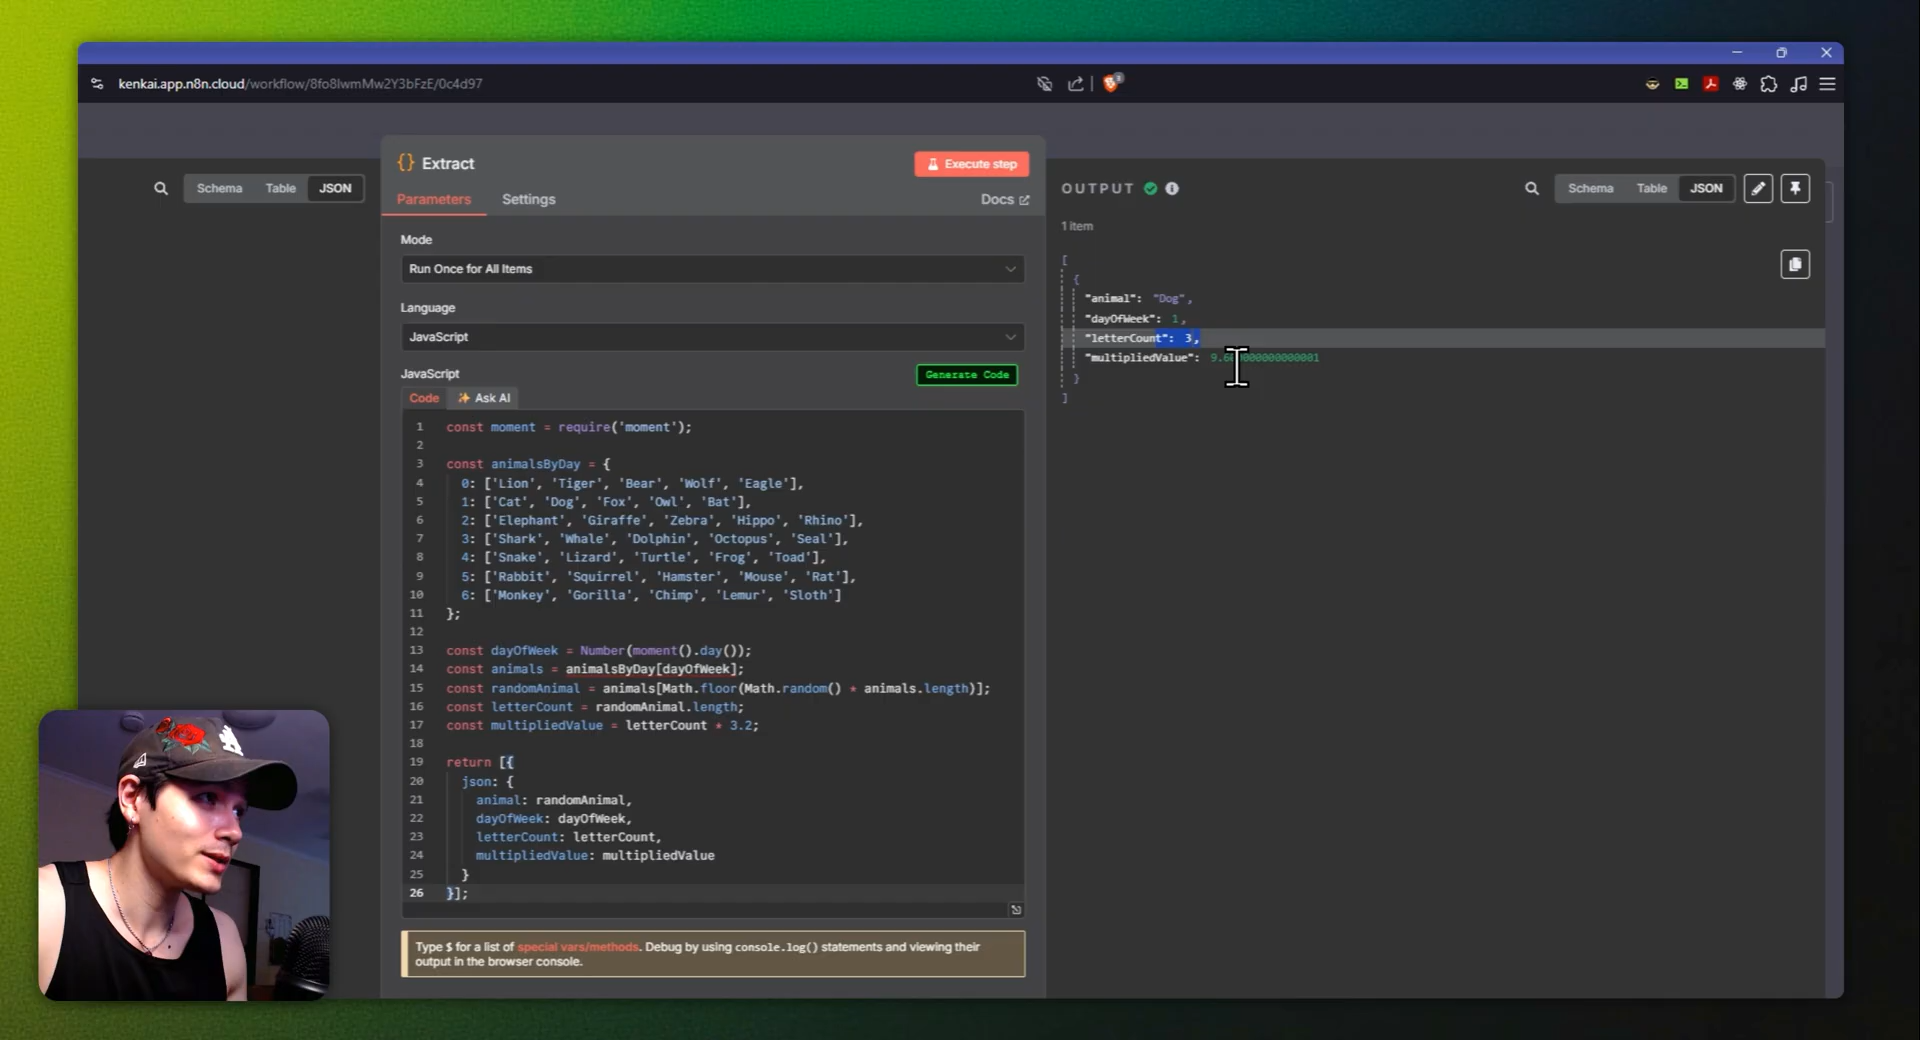 kenkai.app.n8n.cloud/workflow/8fo8lwmMw2Y3bFzE/0c4d97
Schema Table JSON
{} Extract
Execute step
Parameters Settings Docs
Mode
Run Once for All Items
Language
JavaScript
JavaScript
Generate Code
Code Ask AI
1 const moment = require('moment');
2
3 const animalsByDay = {
4 0: ['Lion', 'Tiger', 'Bear', 'Wolf', 'Eagle'],
5 1: ['Cat', 'Dog', 'Fox', 'Owl', 'Bat'],
6 2: ['Elephant', 'Giraffe', 'Zebra', 'Hippo', 'Rhino'],
7 3: ['Shark', 'Whale', 'Dolphin', 'Octopus', 'Seal'],
8 4: ['Snake', 'Lizard', 'Turtle', 'Frog', 'Toad'],
9 5: ['Rabbit', 'Squirrel', 'Hamster', 'Mouse', 'Rat'],
10 6: ['Monkey', 'Gorilla', 'Chimp', 'Lemur', 'Sloth']
11 };
12
13 const dayOfWeek = Number(moment().day());
14 const animals = animalsByDay[dayOfWeek];
15 const randomAnimal = animals[Math.floor(Math.random() * animals.length)];
16 const letterCount = randomAnimal.length;
17 const multipliedValue = letterCount * 3.2;
18
19 return [{
20 json: {
21 animal: randomAnimal,
22 dayOfWeek: dayOfWeek,
23 letterCount: letterCount,
24 multipliedValue: multipliedValue
25 }
26 }];
Type $ for a list of special vars/methods. Debug by using console.log() statements and viewing their
output in the browser console.
OUTPUT
Schema Table JSON
1 item
[
{
"animal": "Dog",
"dayOfWeek": 1,
"letterCount": 3,
"multipliedValue": 9.600000000000001
}
]